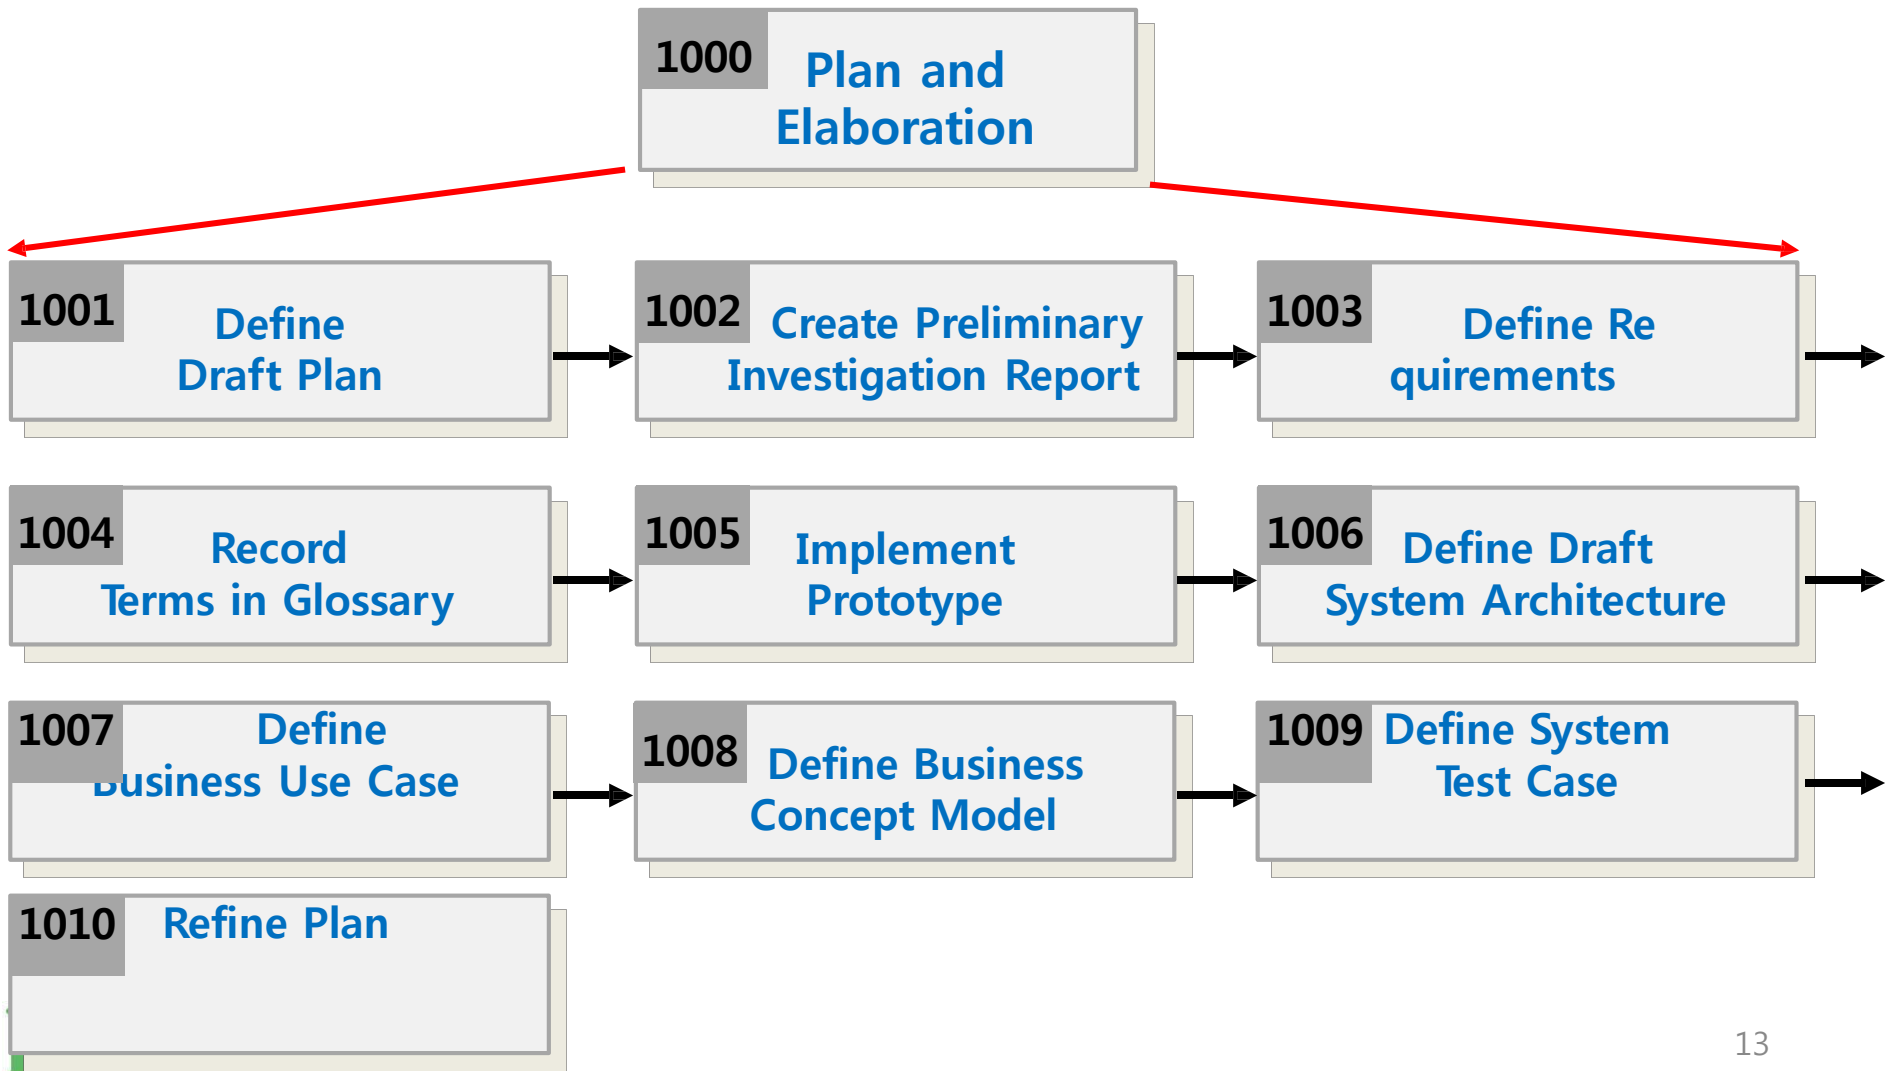 1000
Plan and
Elaboration
1001
Define
Draft Plan
1002
Create Preliminary
Investigation Report
1003
Define Re
quirements
1004
Record
Terms in Glossary
1005
Implement
Prototype
1006
Define Draft
System Architecture
1007
Define
Business Use Case
1008
Define Business
Concept Model
1009
Define System
Test Case
1010
Refine Plan
13